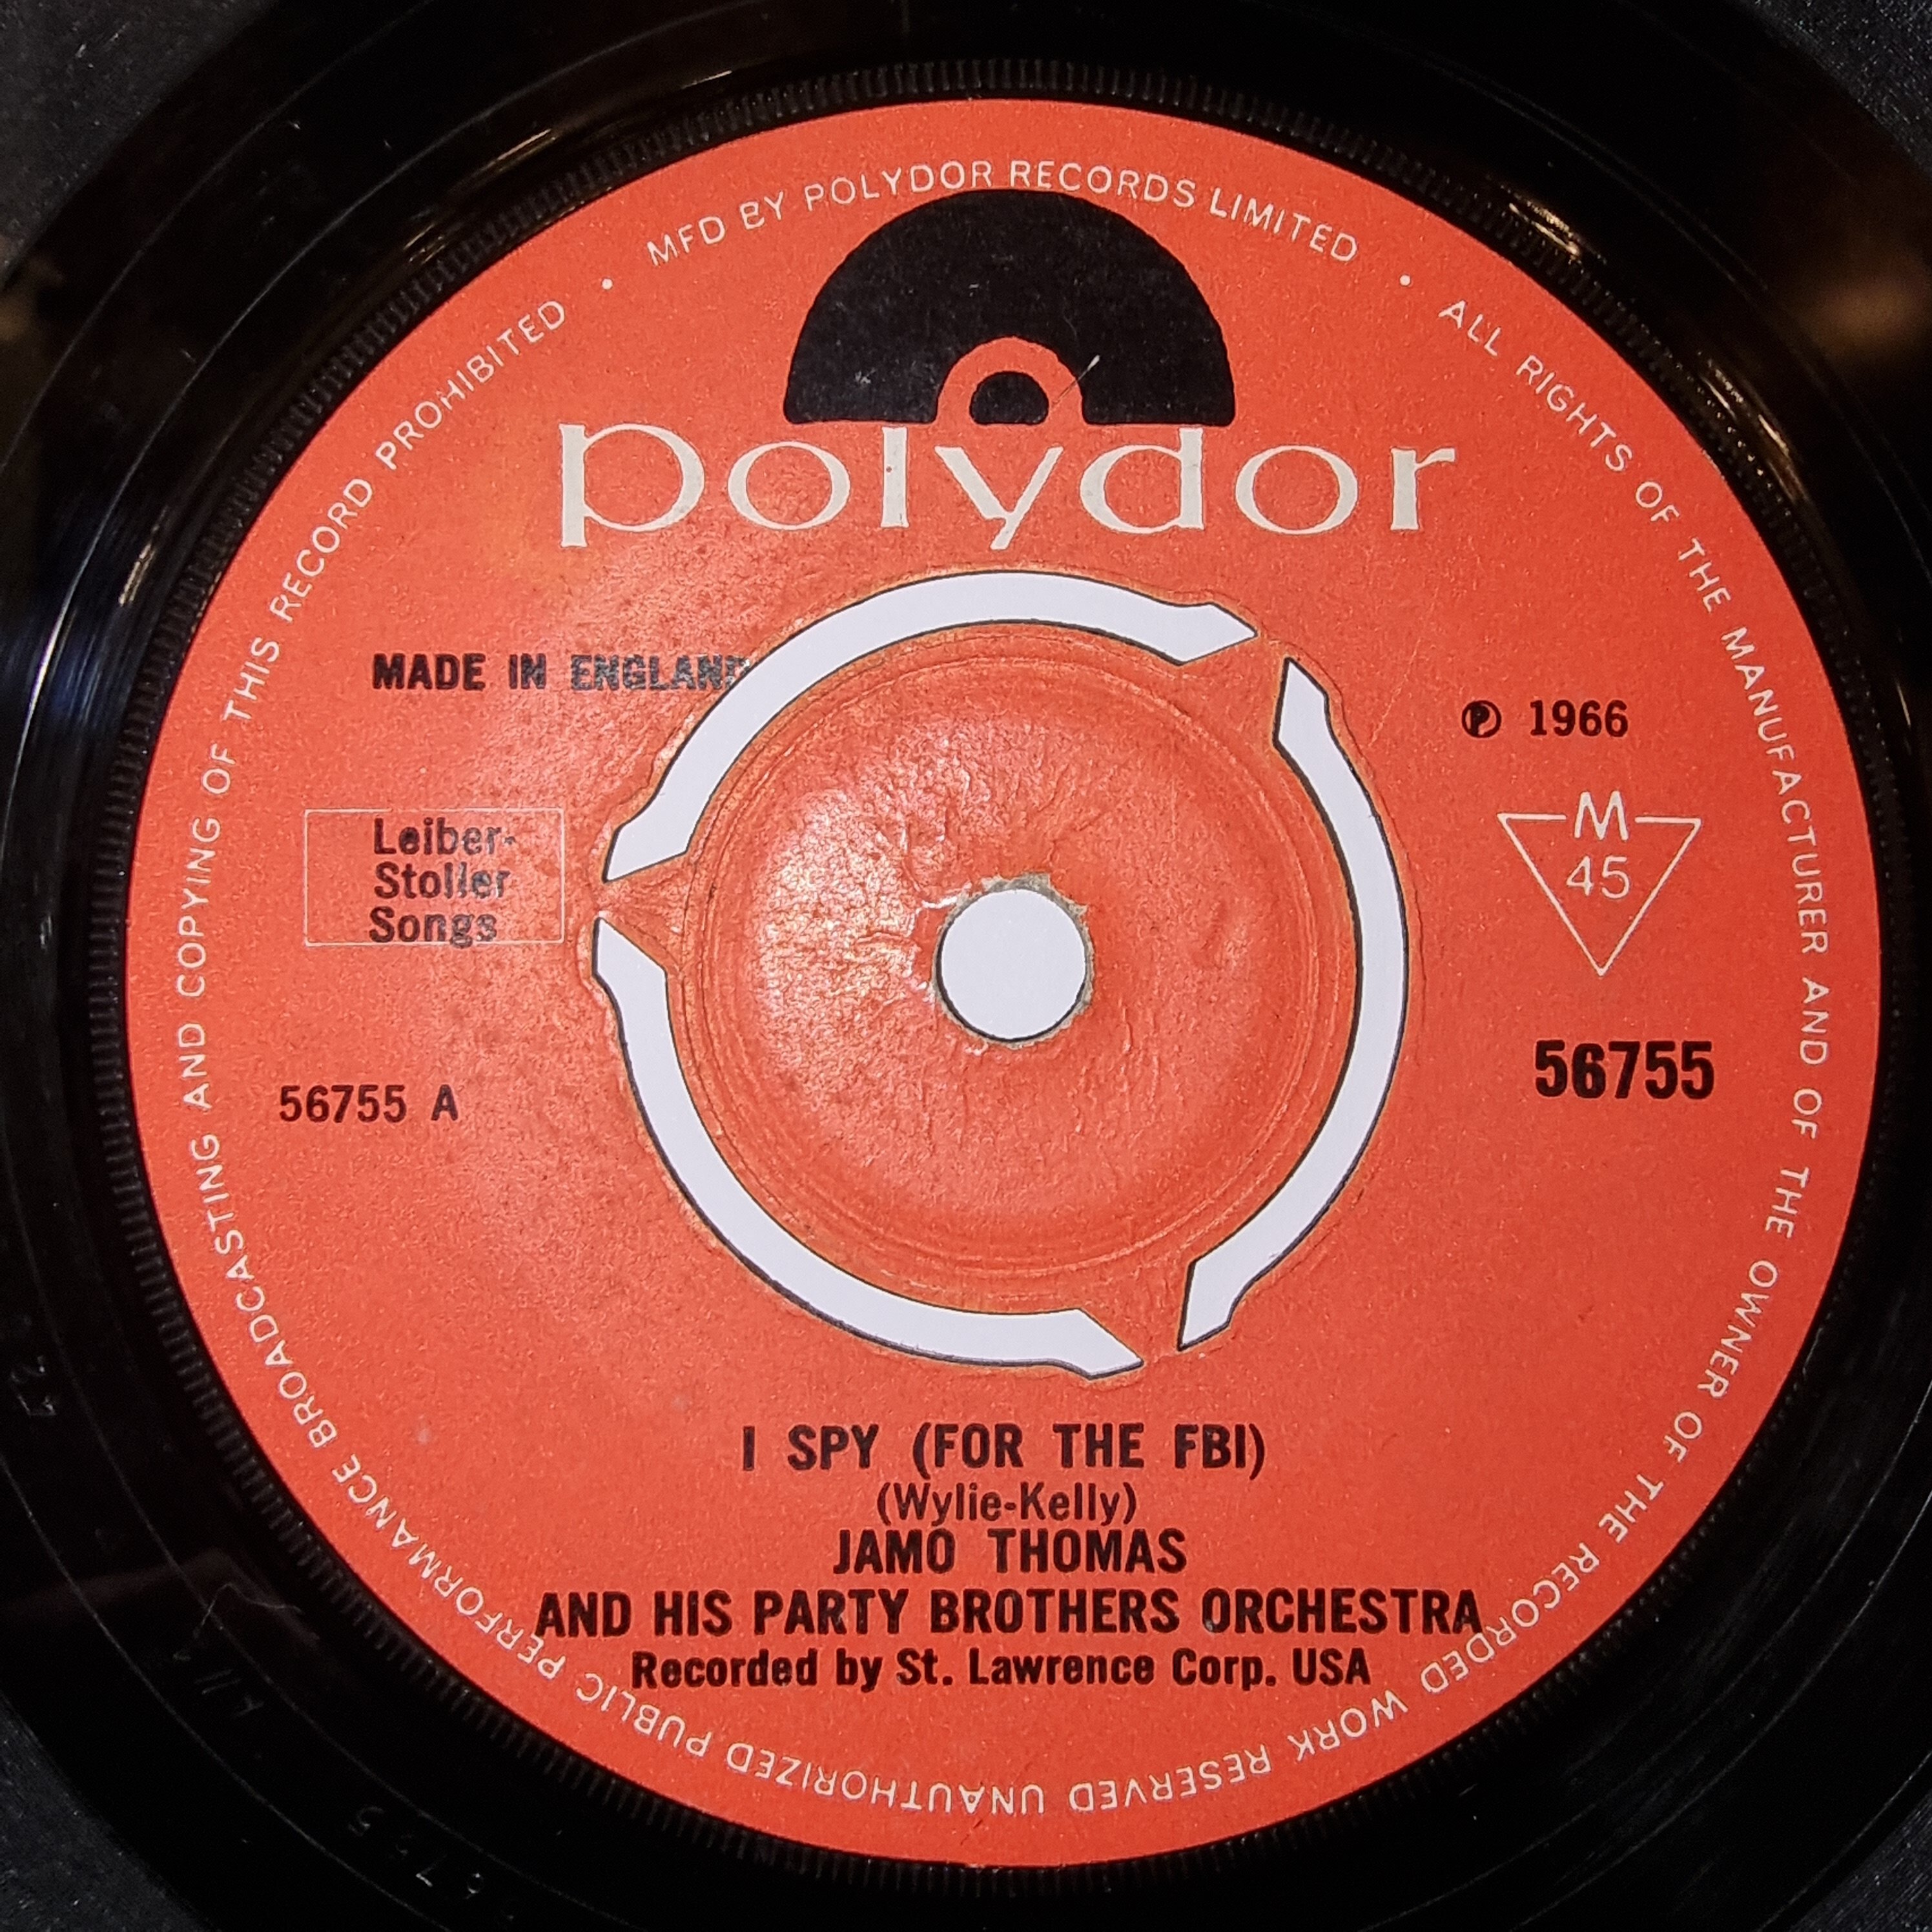 MFD BY POLYDOR RECORDS LIMITED • ALL RIGHTS OF THE MANUFACTURER AND OF THE OWNER OF THE RECORDED WORK RESERVED UNAUTHORIZED PUBLIC PERFORMANCE BROADCASTING AND COPYING OF THIS RECORD PROHIBITED •
polydor
MADE IN ENGLAND
℗ 1966
Leiber-
Stoller
Songs
M
45
56755
56755 A
I SPY (FOR THE FBI)
(Wylie-Kelly)
JAMO THOMAS
AND HIS PARTY BROTHERS ORCHESTRA
Recorded by St. Lawrence Corp. USA